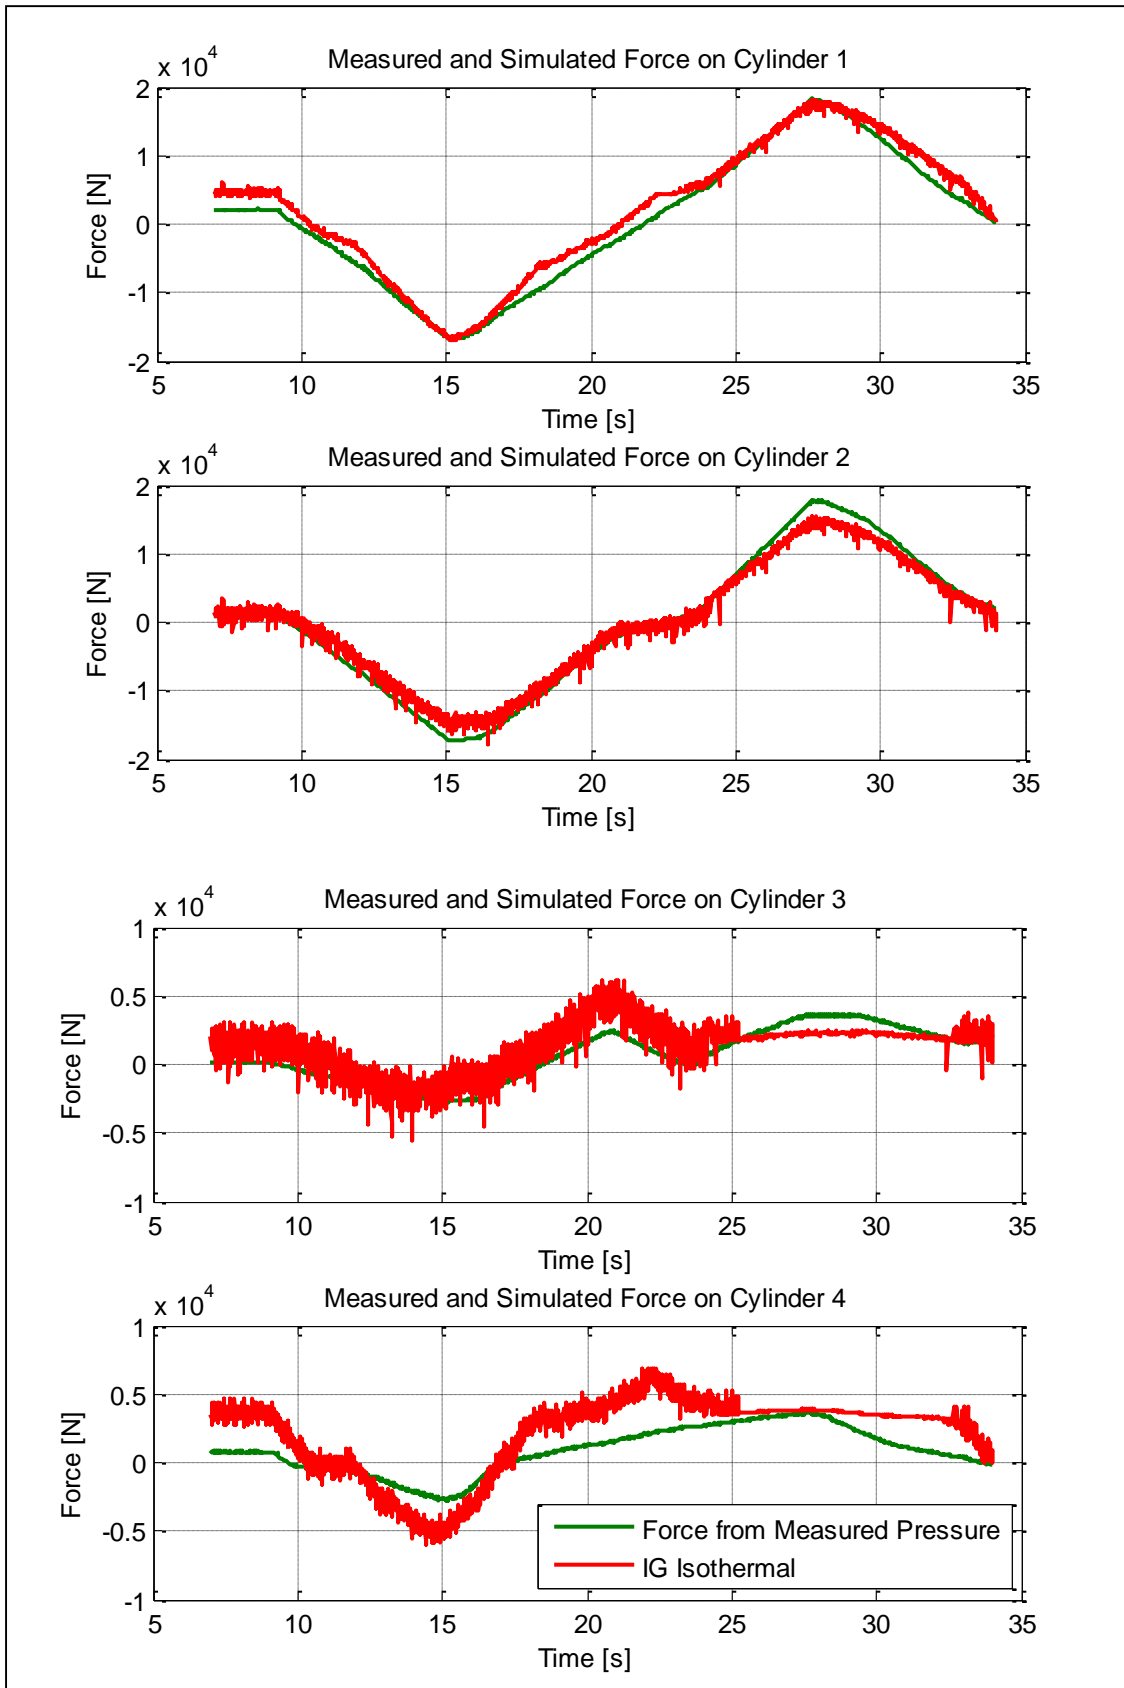 Measured and Simulated Force on Cylinder 1
x 10^4
2
1
0
-1
-2
Force [N]
5 10 15 20 25 30 35
Time [s]
Measured and Simulated Force on Cylinder 2
x 10^4
2
1
0
-1
-2
Force [N]
5 10 15 20 25 30 35
Time [s]
Measured and Simulated Force on Cylinder 3
x 10^4
1
0.5
0
-0.5
-1
Force [N]
5 10 15 20 25 30 35
Time [s]
Measured and Simulated Force on Cylinder 4
x 10^4
1
0.5
0
-0.5
-1
Force [N]
Force from Measured Pressure
IG Isothermal
5 10 15 20 25 30 35
Time [s]